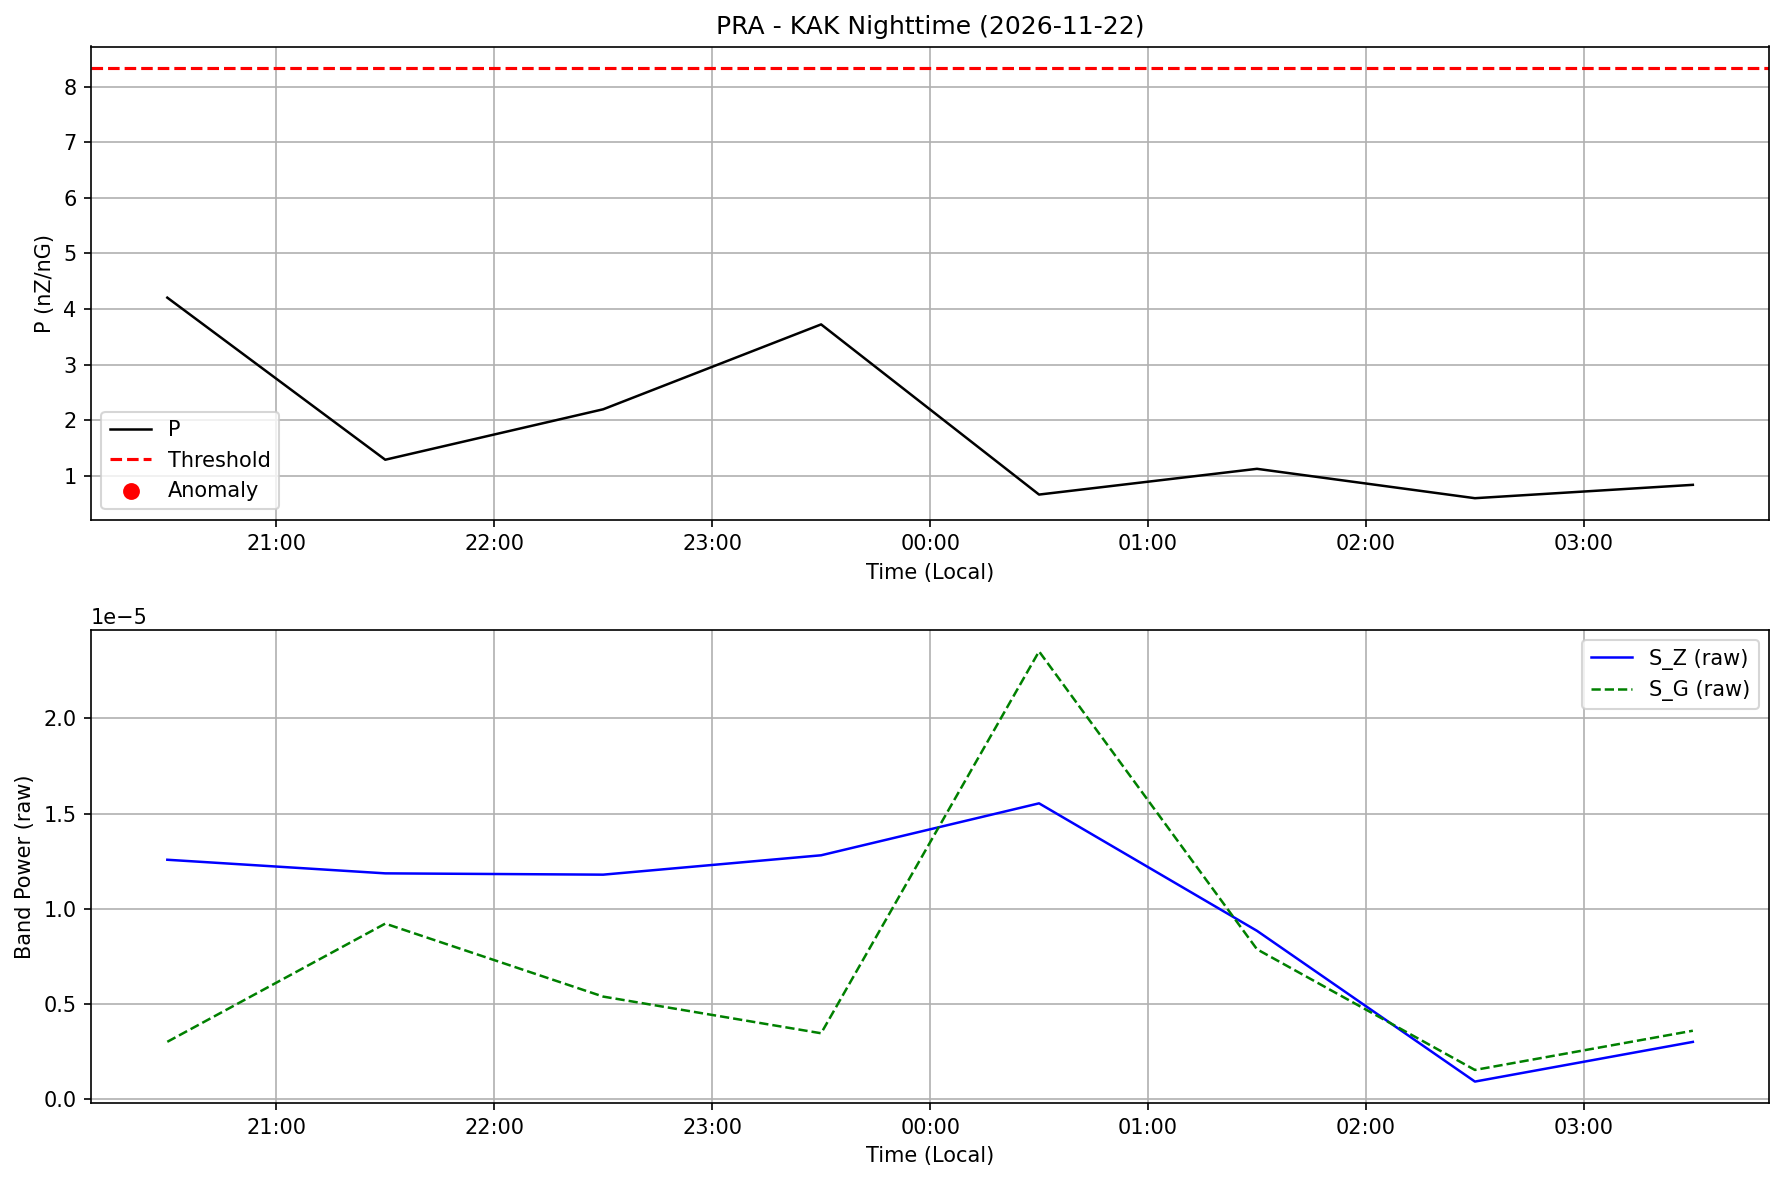 PRA - KAK Nighttime (2026-11-22)
8
7
6
5
4
3
2
1
P (nZ/nG)
P
Threshold
Anomaly
21:00 22:00 23:00 00:00 01:00 02:00 03:00
Time (Local)
1e−5
2.0
1.5
1.0
0.5
0.0
Band Power (raw)
S_Z (raw)
S_G (raw)
21:00 22:00 23:00 00:00 01:00 02:00 03:00
Time (Local)